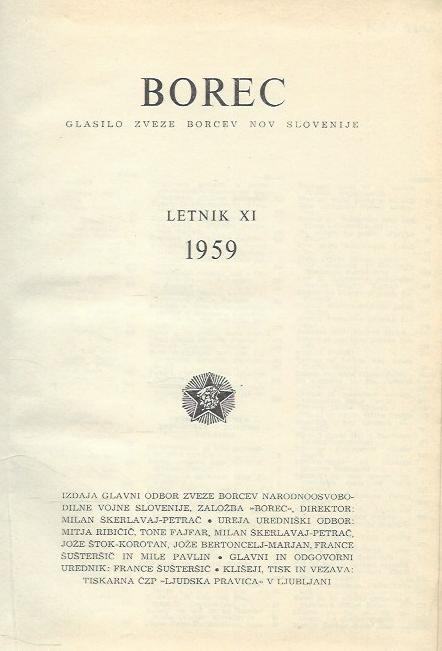 BOREC
GLASILO ZVEZE BORCEV NOV SLOVENIJE
LETNIK XI
1959
IZDAJA GLAVNI ODBOR ZVEZE BORCEV NARODNOOSVOBO-
DILNE VOJNE SLOVENIJE, ZALOŽBA »BOREC«, DIREKTOR:
MILAN ŠKERLAVAJ-PETRAČ • UREJA UREDNIŠKI ODBOR:
MITJA RIBIČIČ, TONE FAJFAR, MILAN ŠKERLAVAJ-PETRAČ,
JOŽE ŠTOK-KOROTAN, JOŽE BERTONCELJ-MARJAN, FRANCE
ŠUŠTERŠIČ IN MILE PAVLIN • GLAVNI IN ODGOVORNI
UREDNIK: FRANCE ŠUŠTERŠIČ • KLIŠEJI, TISK IN VEZAVA:
TISKARNA ČZP »LJUDSKA PRAVICA« V LJUBLJANI